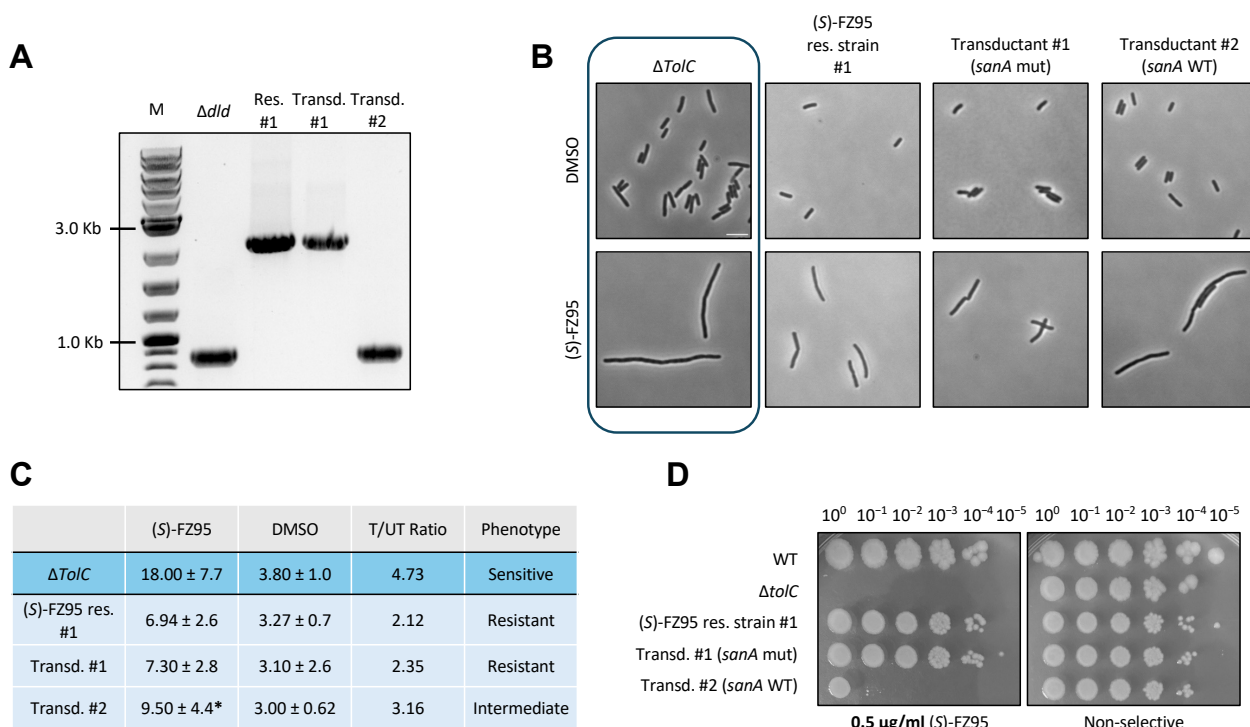 A
M
Δdld
Res. #1
Transd. #1
Transd. #2
3.0 Kb
1.0 Kb
B
ΔTolC
(S)-FZ95
res. strain
#1
Transductant #1
(sanA mut)
Transductant #2
(sanA WT)
DMSO
(S)-FZ95
C
(S)-FZ95 DMSO T/UT Ratio Phenotype
ΔTolC 18.00 ± 7.7 3.80 ± 1.0 4.73 Sensitive
(S)-FZ95 res. #1 6.94 ± 2.6 3.27 ± 0.7 2.12 Resistant
Transd. #1 7.30 ± 2.8 3.10 ± 2.6 2.35 Resistant
Transd. #2 9.50 ± 4.4* 3.00 ± 0.62 3.16 Intermediate
D
10⁰ 10⁻¹ 10⁻² 10⁻³ 10⁻⁴ 10⁻⁵ 10⁰ 10⁻¹ 10⁻² 10⁻³ 10⁻⁴ 10⁻⁵
WT
ΔtolC
(S)-FZ95 res. strain #1
Transd. #1 (sanA mut)
Transd. #2 (sanA WT)
0.5 µg/ml (S)-FZ95 Non-selective